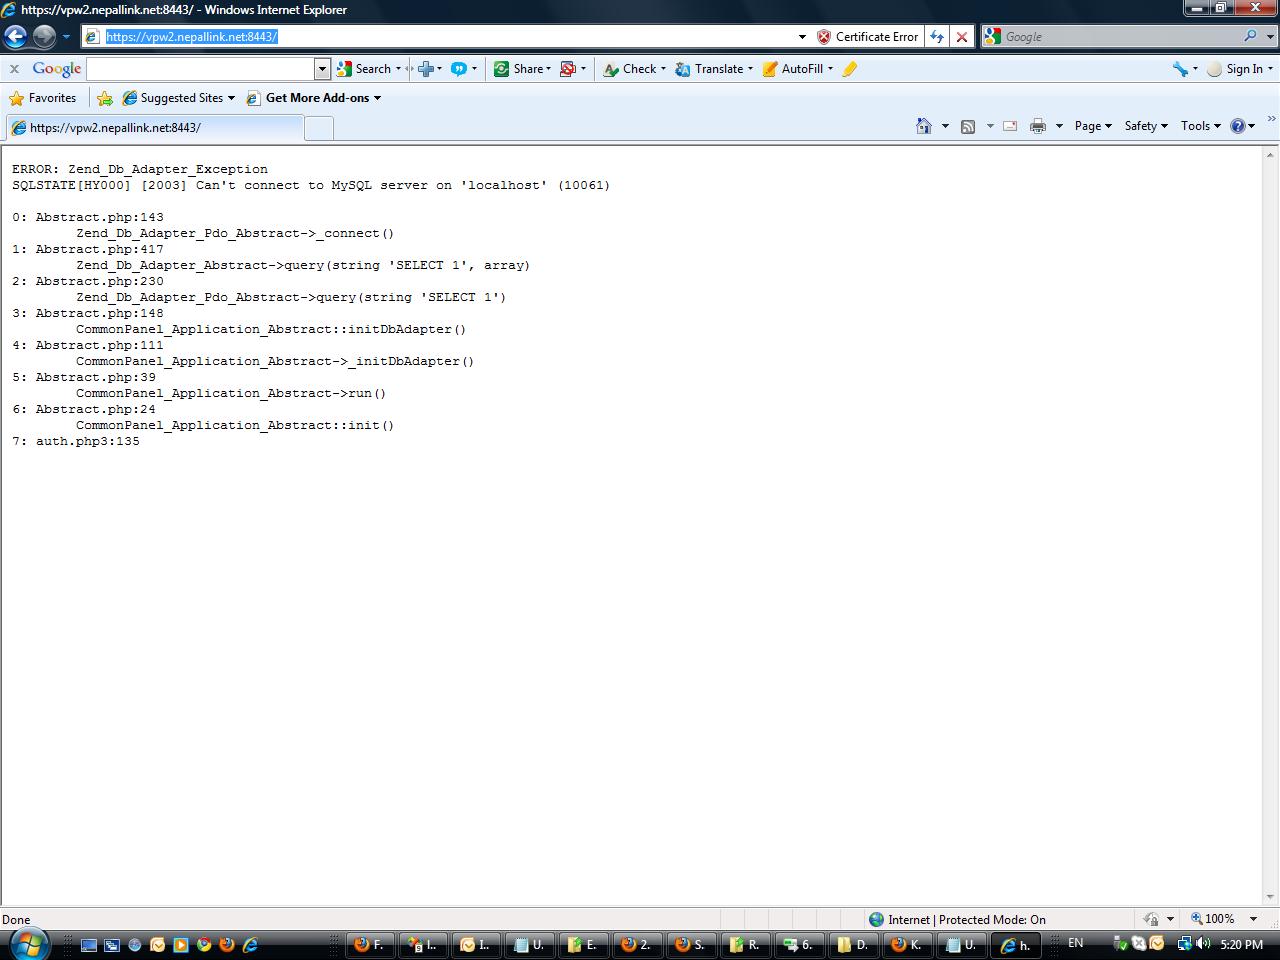 https://vpw2.nepallink.net:8443/ - Windows Internet Explorer
https://vpw2.nepallink.net:8443/
Certificate Error
Google
x Google
Search
Share
Check
Translate
AutoFill
Sign In
Favorites
Suggested Sites
Get More Add-ons
https://vpw2.nepallink.net:8443/
Page
Safety
Tools
ERROR: Zend_Db_Adapter_Exception
SQLSTATE[HY000] [2003] Can't connect to MySQL server on 'localhost' (10061)
0: Abstract.php:143
Zend_Db_Adapter_Pdo_Abstract->_connect()
1: Abstract.php:417
Zend_Db_Adapter_Abstract->query(string 'SELECT 1', array)
2: Abstract.php:230
Zend_Db_Adapter_Pdo_Abstract->query(string 'SELECT 1')
3: Abstract.php:148
CommonPanel_Application_Abstract::initDbAdapter()
4: Abstract.php:111
CommonPanel_Application_Abstract->_initDbAdapter()
5: Abstract.php:39
CommonPanel_Application_Abstract->run()
6: Abstract.php:24
CommonPanel_Application_Abstract::init()
7: auth.php3:135
Done
Internet | Protected Mode: On
100%
F.
I..
I.
U.
E.
2.
S.
R.
6.
D.
K.
U.
h.
EN
5:20 PM